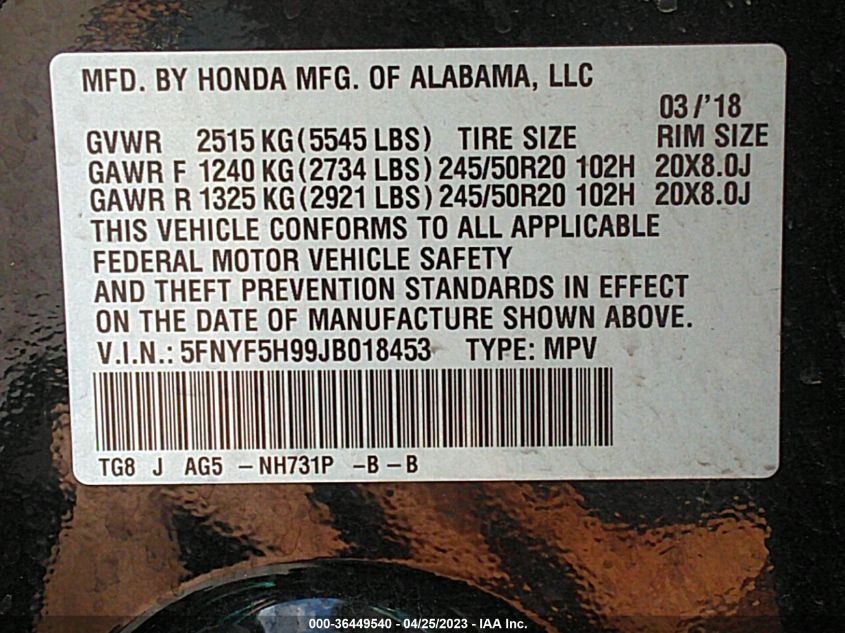 MFD. BY HONDA MFG. OF ALABAMA, LLC
03/'18
GVWR 2515 KG (5545 LBS) TIRE SIZE RIM SIZE
GAWR F 1240 KG (2734 LBS) 245/50R20 102H 20X8.0J
GAWR R 1325 KG (2921 LBS) 245/50R20 102H 20X8.0J
THIS VEHICLE CONFORMS TO ALL APPLICABLE
FEDERAL MOTOR VEHICLE SAFETY
AND THEFT PREVENTION STANDARDS IN EFFECT
ON THE DATE OF MANUFACTURE SHOWN ABOVE.
V.I.N.: 5FNYF5H99JB018453 TYPE: MPV
TG8 J AG5 -NH731P -B-B
000-36449540 - 04/25/2023 - IAA Inc.